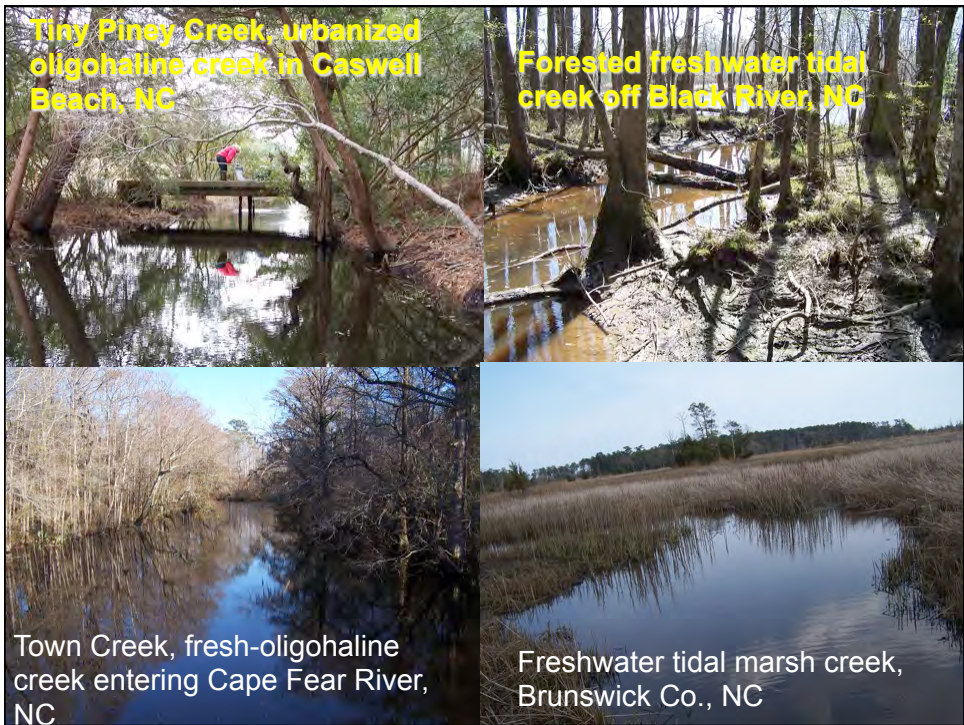 Tiny Piney Creek, urbanized
oligohaline creek in Caswell
Beach, NC
Forested freshwater tidal
creek off Black River, NC
Town Creek, fresh-oligohaline
creek entering Cape Fear River,
NC
Freshwater tidal marsh creek,
Brunswick Co., NC